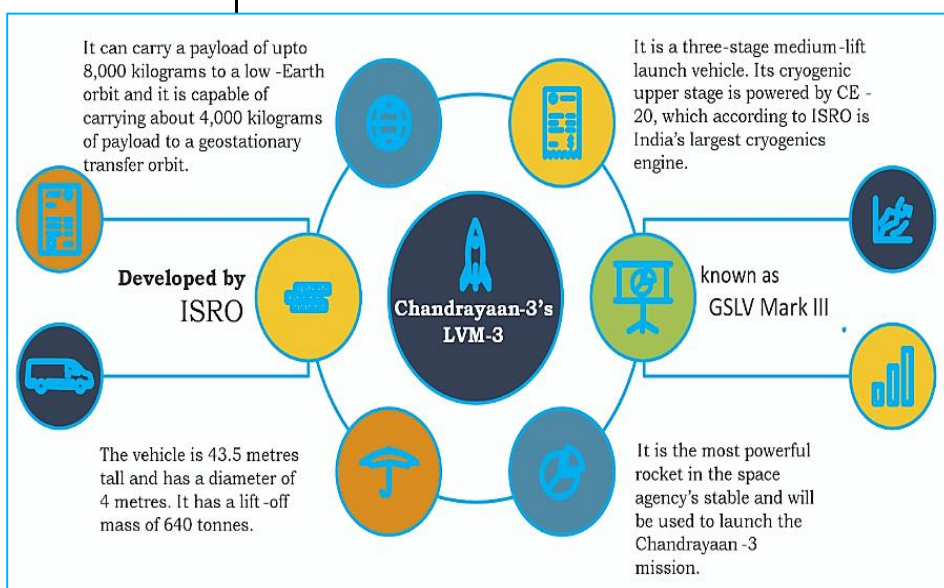 It can carry a payload of upto
8,000 kilograms to a low -Earth
orbit and it is capable of
carrying about 4,000 kilograms
of payload to a geostationary
transfer orbit.
It is a three-stage medium-lift
launch vehicle. Its cryogenic
upper stage is powered by CE -
20, which according to ISRO is
India's largest cryogenics
engine.
Developed by
ISRO
Chandrayaan-3's
LVM-3
known as
GSLV Mark III
The vehicle is 43.5 metres
tall and has a diameter of
4 metres. It has a lift -off
mass of 640 tonnes.
It is the most powerful
rocket in the space
agency's stable and will
be used to launch the
Chandrayaan -3
mission.